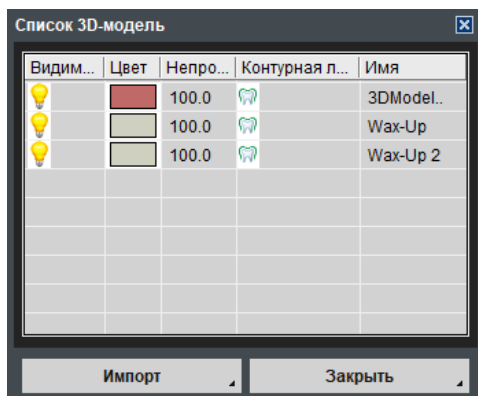 Список 3D-модель
Видим... Цвет Непро... Контурная л... Имя
100.0 3DModel..
100.0 Wax-Up
100.0 Wax-Up 2
Импорт Закрыть